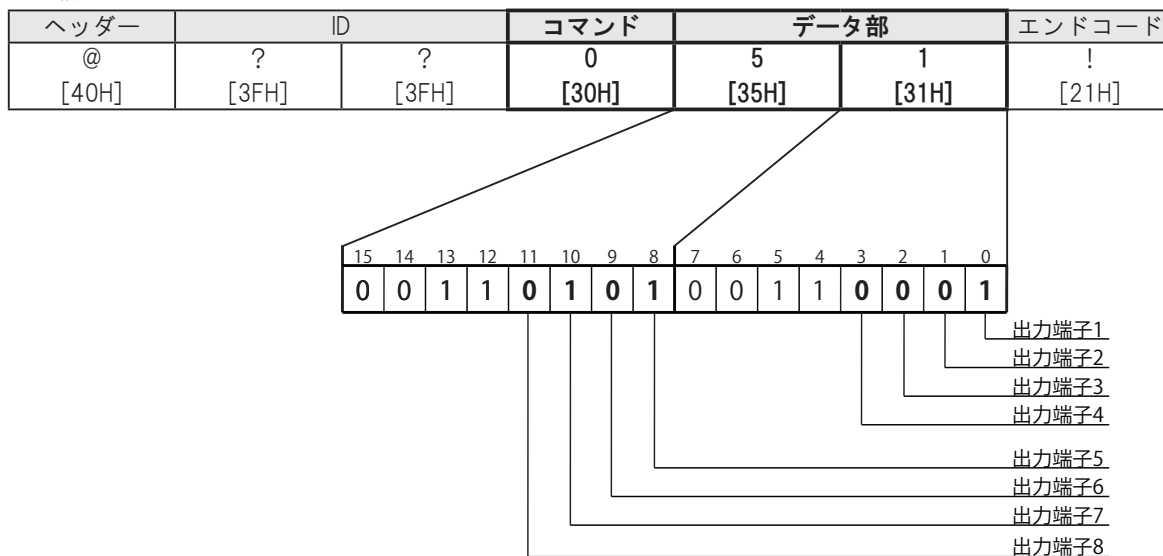 ヘッダー ID コマンド データ部 エンドコード
@ ? ? 0 5 1 !
[40H] [3FH] [3FH] [30H] [35H] [31H] [21H]
15 14 13 12 11 10 9 8 7 6 5 4 3 2 1 0
0 0 1 1 0 1 0 1 0 0 1 1 0 0 0 1
出力端子1
出力端子2
出力端子3
出力端子4
出力端子5
出力端子6
出力端子7
出力端子8